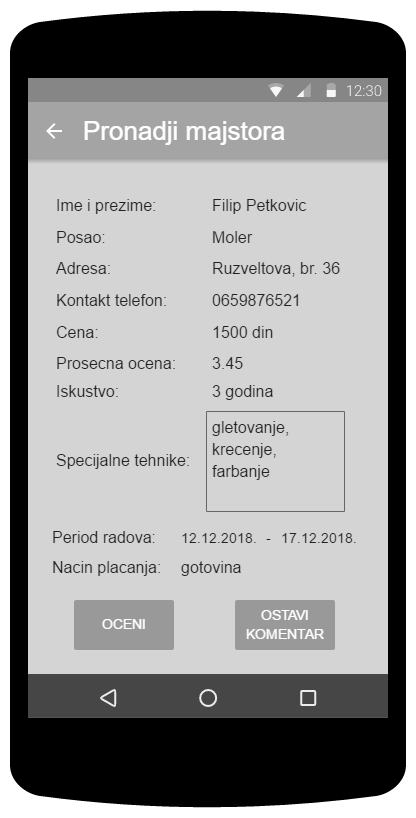 12:30
Pronadji majstora
Ime i prezime: Filip Petkovic
Posao: Moler
Adresa: Ruzveltova, br. 36
Kontakt telefon: 0659876521
Cena: 1500 din
Prosecna ocena: 3.45
Iskustvo: 3 godina
Specijalne tehnike: gletovanje,
krecenje,
farbanje
Period radova: 12.12.2018. - 17.12.2018.
Nacin placanja: gotovina
OCENI
OSTAVI
KOMENTAR